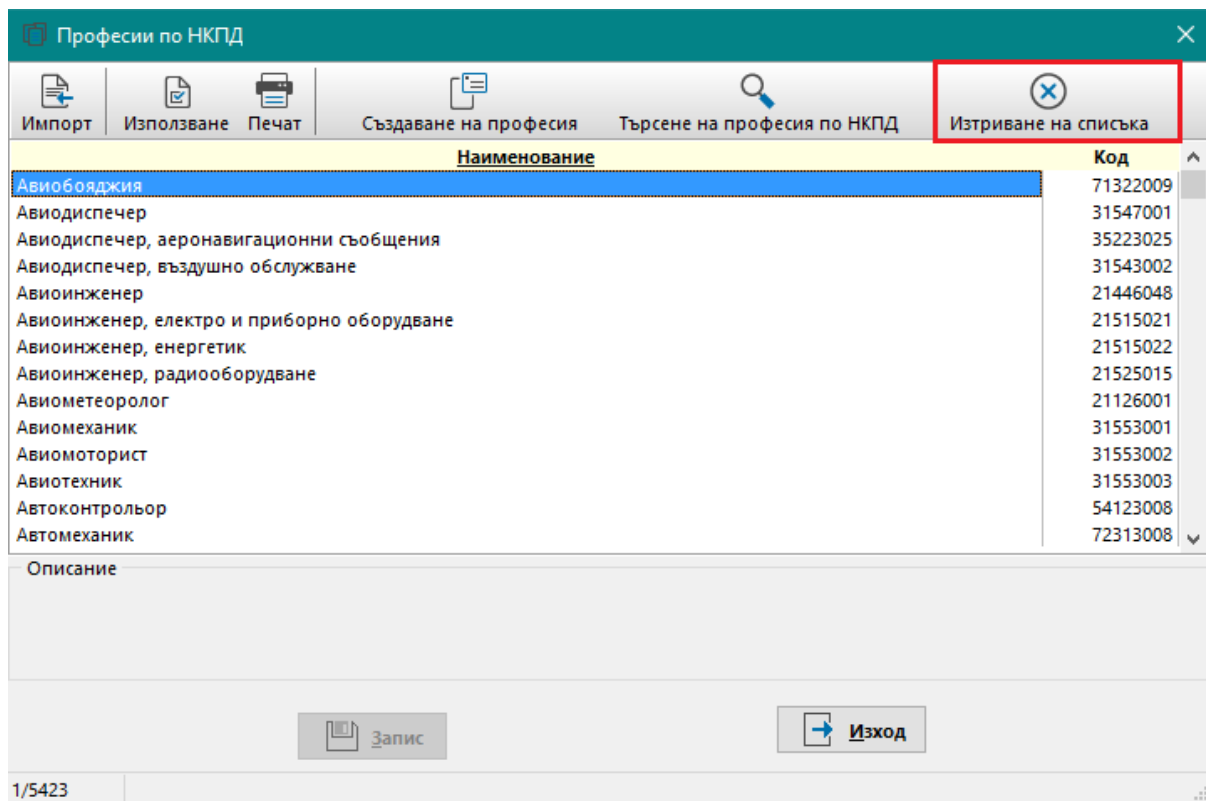 Професии по НКПД
Импорт Използване Печат Създаване на професия Търсене на професия по НКПД Изтриване на списъка
Наименование Код
Авиобояджия 71322009
Авиодиспечер 31547001
Авиодиспечер, аеронавигационни съобщения 35223025
Авиодиспечер, въздушно обслужване 31543002
Авиоинженер 21446048
Авиоинженер, електро и приборно оборудване 21515021
Авиоинженер, енергетик 21515022
Авиоинженер, радиооборудване 21525015
Авиометеоролог 21126001
Авиомеханик 31553001
Авиомоторист 31553002
Авиотехник 31553003
Автоконтрольор 54123008
Автомеханик 72313008
Описание
Запис Изход
1/5423